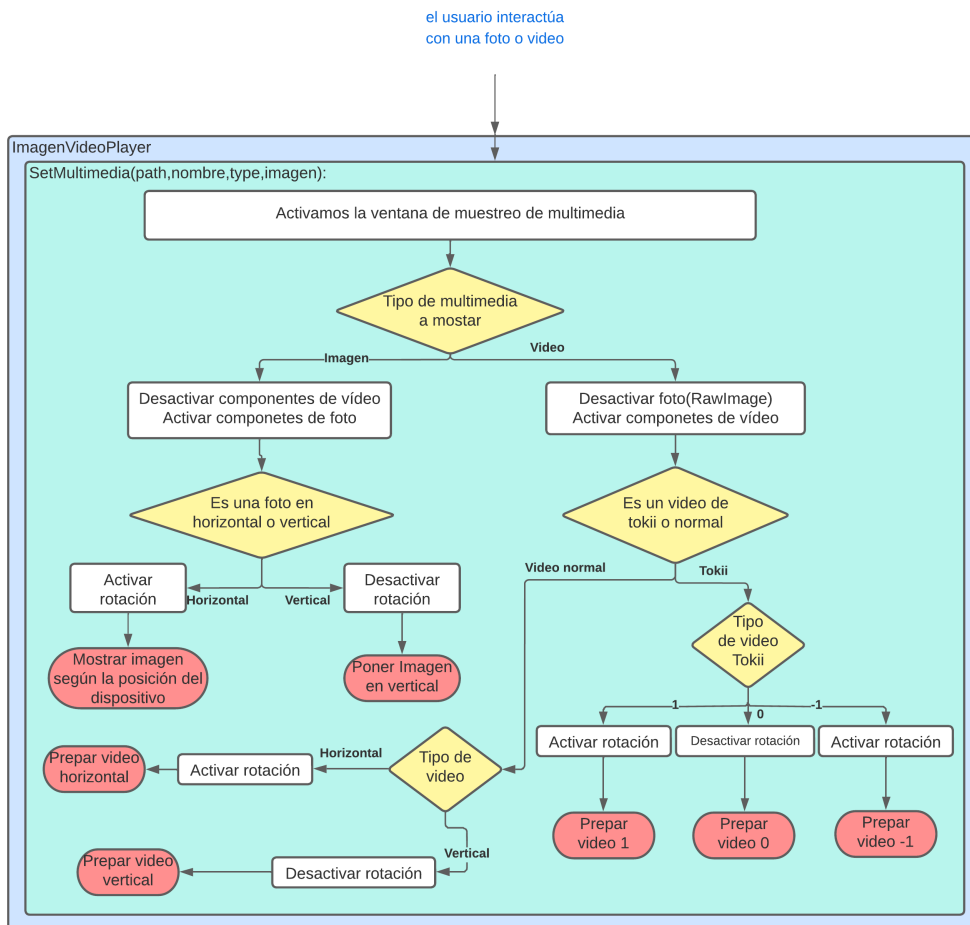 el usuario interactúa
con una foto o video
ImagenVideoPlayer
SetMultimedia(path,nombre,type,imagen):
Activamos la ventana de muestreo de multimedia
Tipo de multimedia
a mostar
Imagen
Video
Desactivar componentes de vídeo
Activar componetes de foto
Desactivar foto(RawImage)
Activar componetes de vídeo
Es una foto en
horizontal o vertical
Es un video de
tokii o normal
Video normal
Tokii
Activar
rotación
Horizontal
Vertical
Desactivar
rotación
Tipo
de video
Tokii
Mostrar imagen
según la posición del
dispositivo
Poner Imagen
en vertical
1
0
-1
Activar rotación
Desactivar rotación
Activar rotación
Prepar video
horizontal
Activar rotación
Horizontal
Tipo de
video
Prepar
video 1
Prepar
video 0
Prepar
video -1
Vertical
Prepar video
vertical
Desactivar rotación